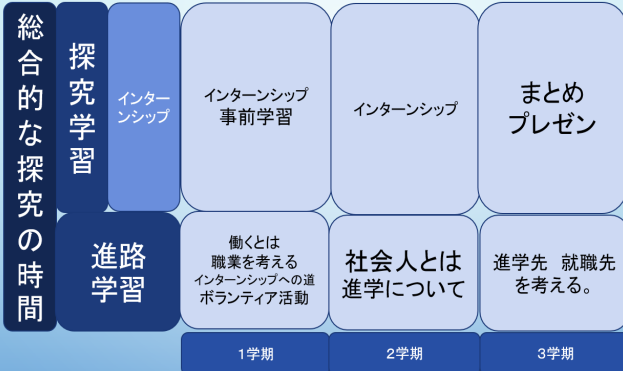 総合的な探究の時間
探究学習
インター
ンシップ
インターンシップ
事前学習
インターンシップ
まとめ
プレゼン
進路
学習
働くとは
職業を考える
インターンシップへの道
ボランティア活動
社会人とは
進学について
進学先 就職先
を考える。
1学期
2学期
3学期